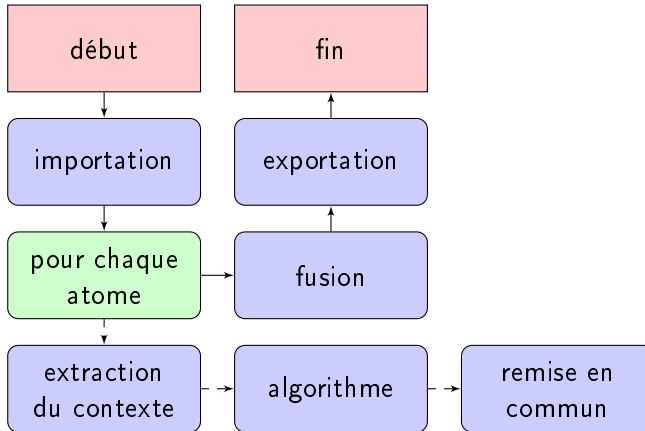 début
fin
importation
exportation
pour chaque
atome
fusion
extraction
du contexte
algorithme
remise en
commun